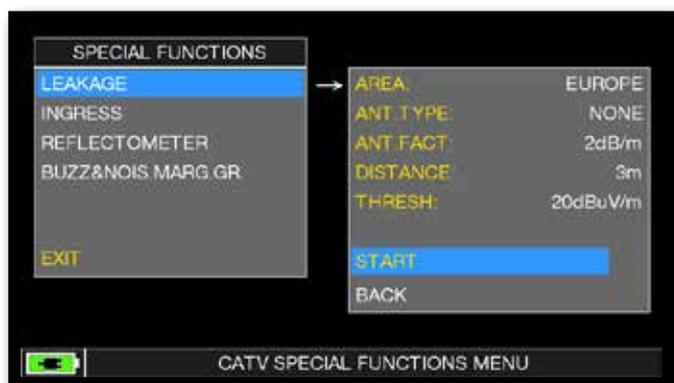 SPECIAL FUNCTIONS
LEAKAGE
INGRESS
REFLECTOMETER
BUZZ&NOIS.MARG.GR.
EXIT
AREA: EUROPE
ANT.TYPE: NONE
ANT.FACT: 2dB/m
DISTANCE 3m
THRESH: 20dBuV/m
START
BACK
CATV SPECIAL FUNCTIONS MENU